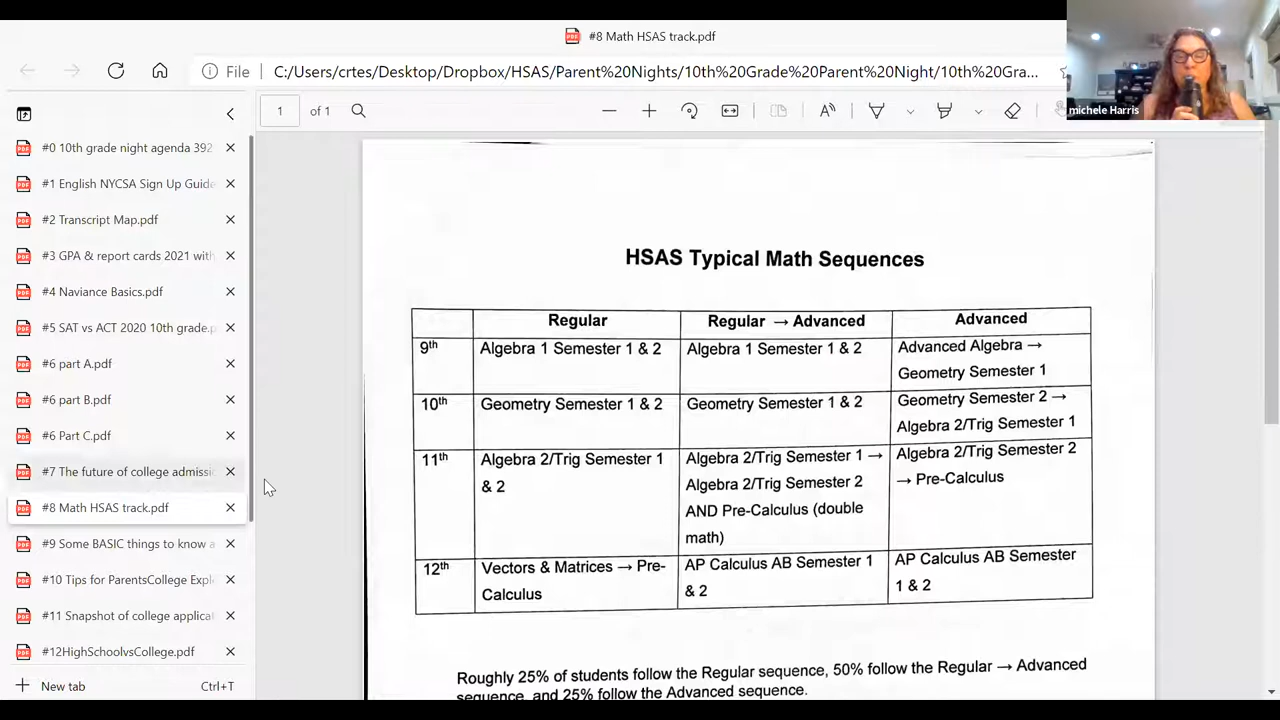 #8 Math HSAS track.pdf
File
C:/Users/crtes/Desktop/Dropbox/HSAS/Parent%20Nights/10th%20Grade%20Parent%20Night/10th%20Gra...
michele Harris
1 of 1
#0 10th grade night agenda 392
#1 English NYCSA Sign Up Guide
#2 Transcript Map.pdf
#3 GPA & report cards 2021 with
#4 Naviance Basics.pdf
#5 SAT vs ACT 2020 10th grade.p
#6 part A.pdf
#6 part B.pdf
#6 Part C.pdf
#7 The future of college admissi
#8 Math HSAS track.pdf
#9 Some BASIC things to know a
#10 Tips for ParentsCollege Expl
#11 Snapshot of college applica
#12HighSchoolvsCollege.pdf
New tab Ctrl+T
HSAS Typical Math Sequences
Regular Regular → Advanced Advanced
9th Algebra 1 Semester 1 & 2 Algebra 1 Semester 1 & 2 Advanced Algebra →
Geometry Semester 1
10th Geometry Semester 1 & 2 Geometry Semester 1 & 2 Geometry Semester 2 →
Algebra 2/Trig Semester 1
11th Algebra 2/Trig Semester 1 Algebra 2/Trig Semester 1 → Algebra 2/Trig Semester 2
& 2 Algebra 2/Trig Semester 2 → Pre-Calculus
AND Pre-Calculus (double
math)
12th Vectors & Matrices → Pre- AP Calculus AB Semester 1 AP Calculus AB Semester
Calculus & 2 1 & 2
Roughly 25% of students follow the Regular sequence, 50% follow the Regular → Advanced
sequence, and 25% follow the Advanced sequence.